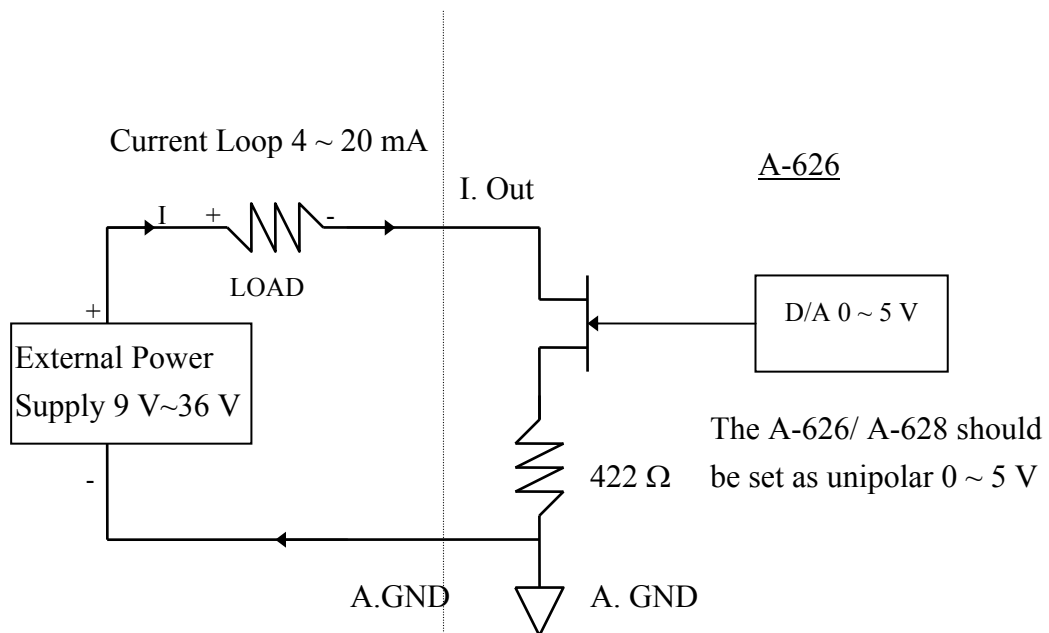 Current Loop 4 ~ 20 mA
A-626
I. Out
I
+
-
LOAD
D/A 0 ~ 5 V
+
External Power
Supply 9 V~36 V
-
422 Ω
The A-626/ A-628 should
be set as unipolar 0 ~ 5 V
A.GND
A. GND